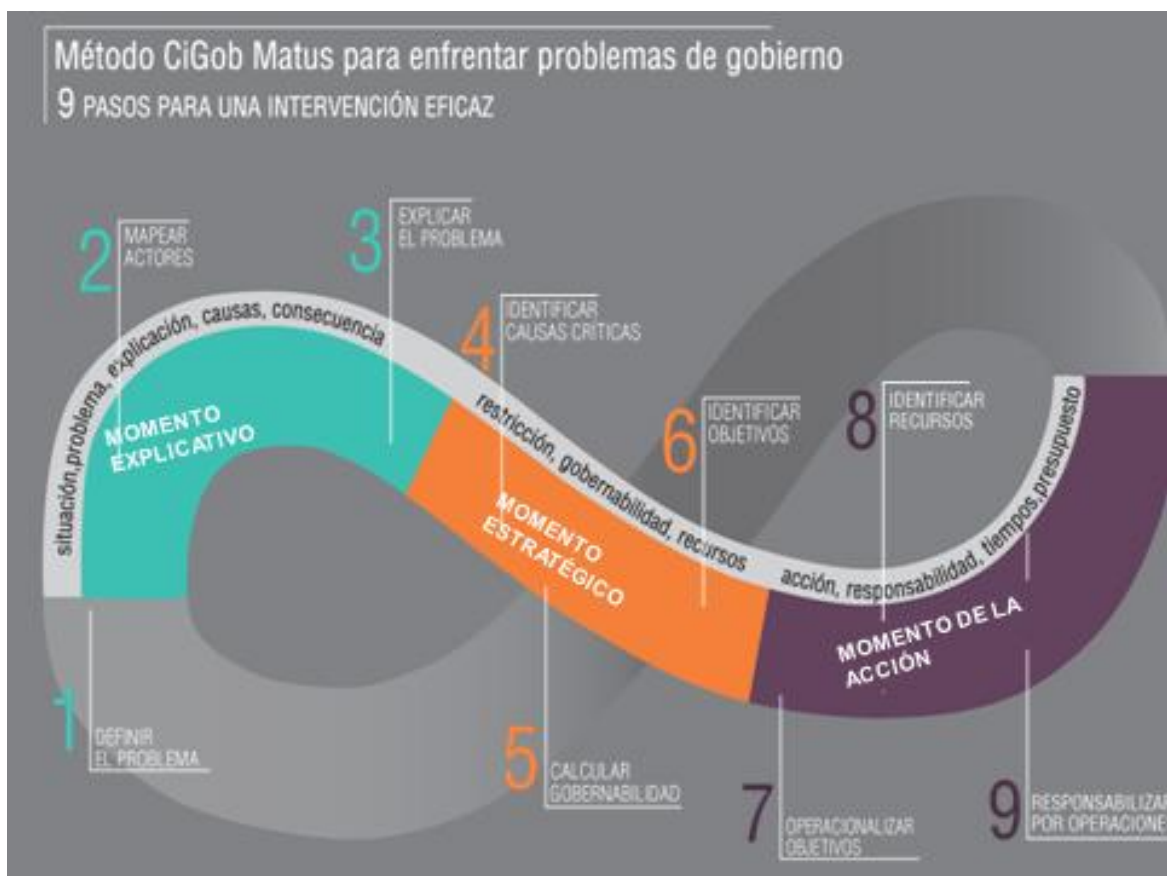 Método CiGob Matus para enfrentar problemas de gobierno
9 PASOS PARA UNA INTERVENCIÓN EFICAZ
2 MAPEAR
ACTORES
3 EXPLICAR
EL PROBLEMA
situación,problema, explicación, causas, consecuencia
4 IDENTIFICAR
CAUSAS CRÍTICAS
MOMENTO
EXPLICATIVO
restricción, gobernabilidad, recursos
6 IDENTIFICAR
OBJETIVOS
8 IDENTIFICAR
RECURSOS
MOMENTO
ESTRATÉGICO
acción, responsabilidad, tiempos,presupuesto
MOMENTO DE LA
ACCIÓN
1 DEFINIR
EL PROBLEMA
5 CALCULAR
GOBERNABILIDAD
7 OPERACIONALIZAR
OBJETIVOS
9 RESPONSABILIZA
POR OPERACIONE